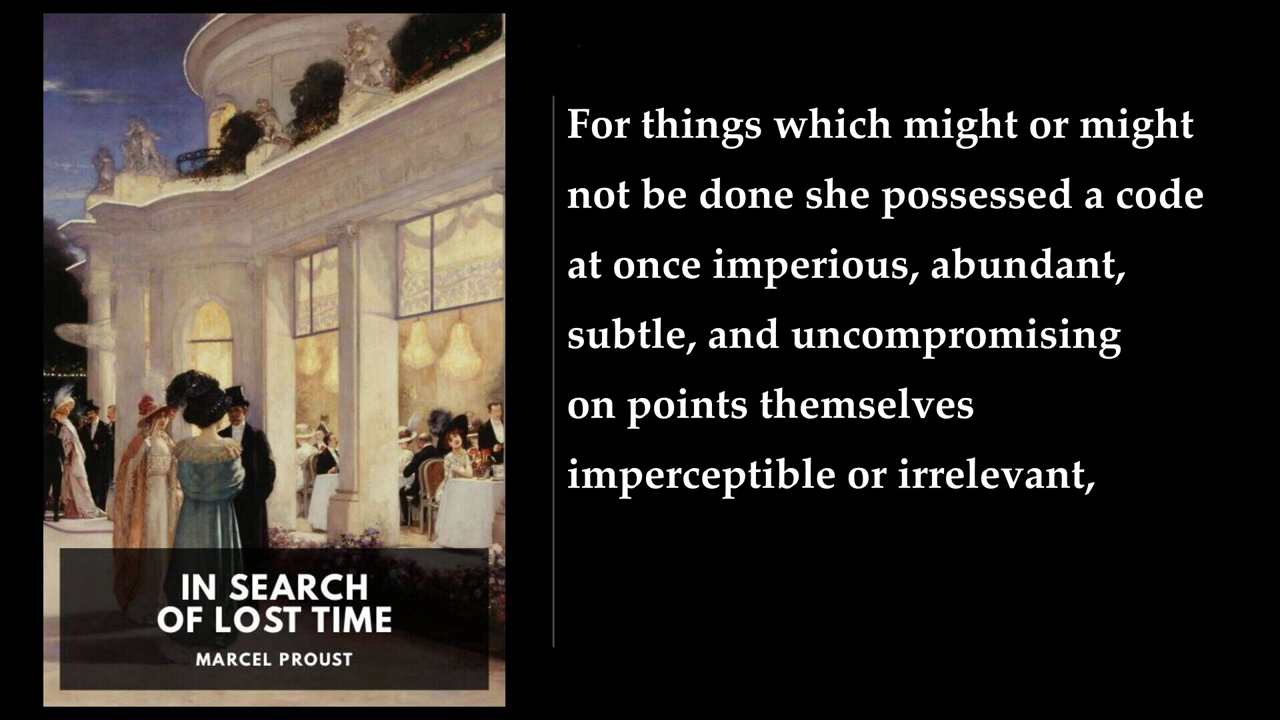 IN SEARCH
OF LOST TIME
MARCEL PROUST
For things which might or might
not be done she possessed a code
at once imperious, abundant,
subtle, and uncompromising
on points themselves
imperceptible or irrelevant,